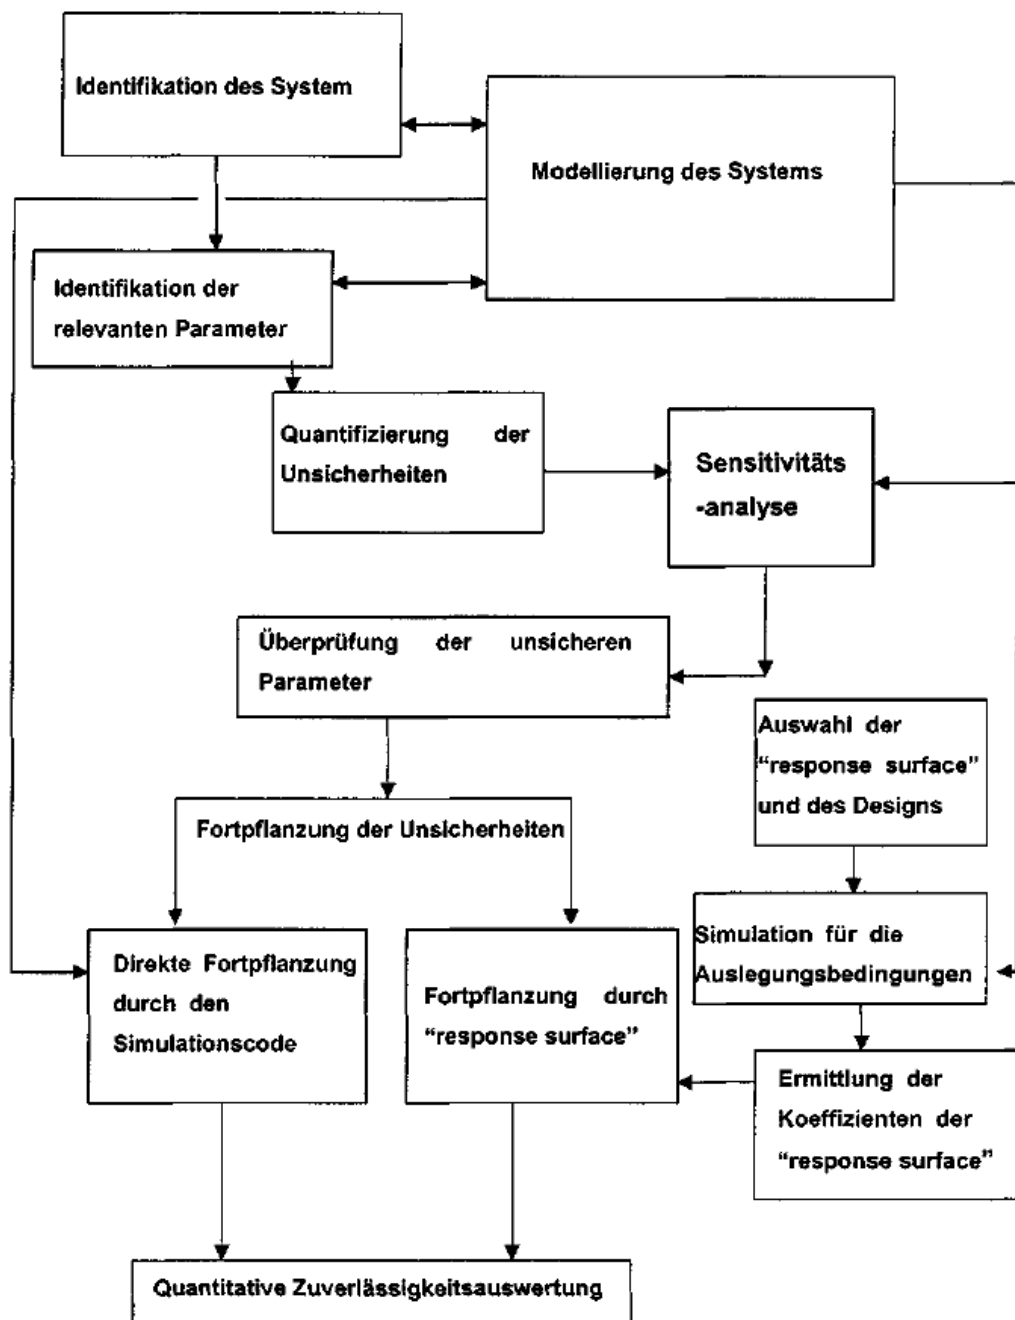 Identifikation des System
Modellierung des Systems
Identifikation der
relevanten Parameter
Quantifizierung der
Unsicherheiten
Sensitivitäts
-analyse
Überprüfung der unsicheren
Parameter
Auswahl der
“response surface”
und des Designs
Fortpflanzung der Unsicherheiten
Direkte Fortpflanzung
durch den
Simulationscode
Fortpflanzung durch
“response surface”
Simulation für die
Auslegungsbedingungen
Ermittlung der
Koeffizienten der
“response surface”
Quantitative Zuverlässigkeitsauswertung